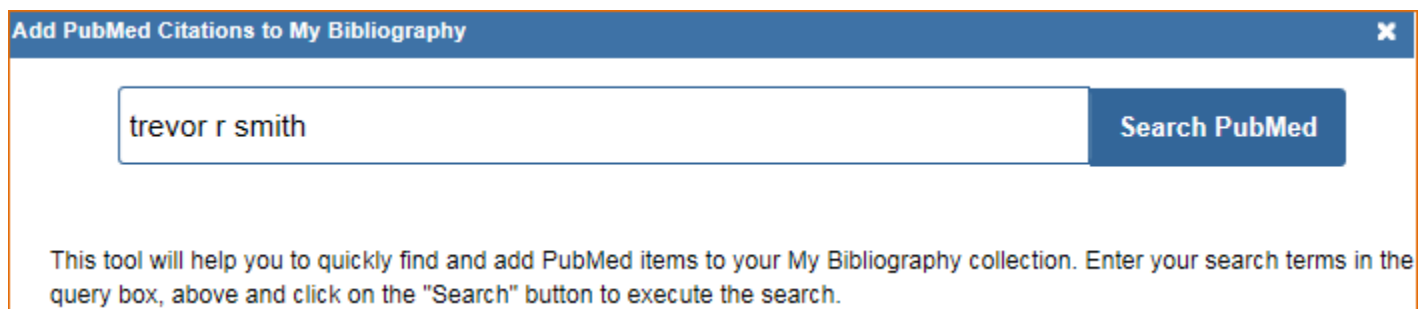 Add PubMed Citations to My Bibliography
trevor r smith
Search PubMed
This tool will help you to quickly find and add PubMed items to your My Bibliography collection. Enter your search terms in the
query box, above and click on the "Search" button to execute the search.